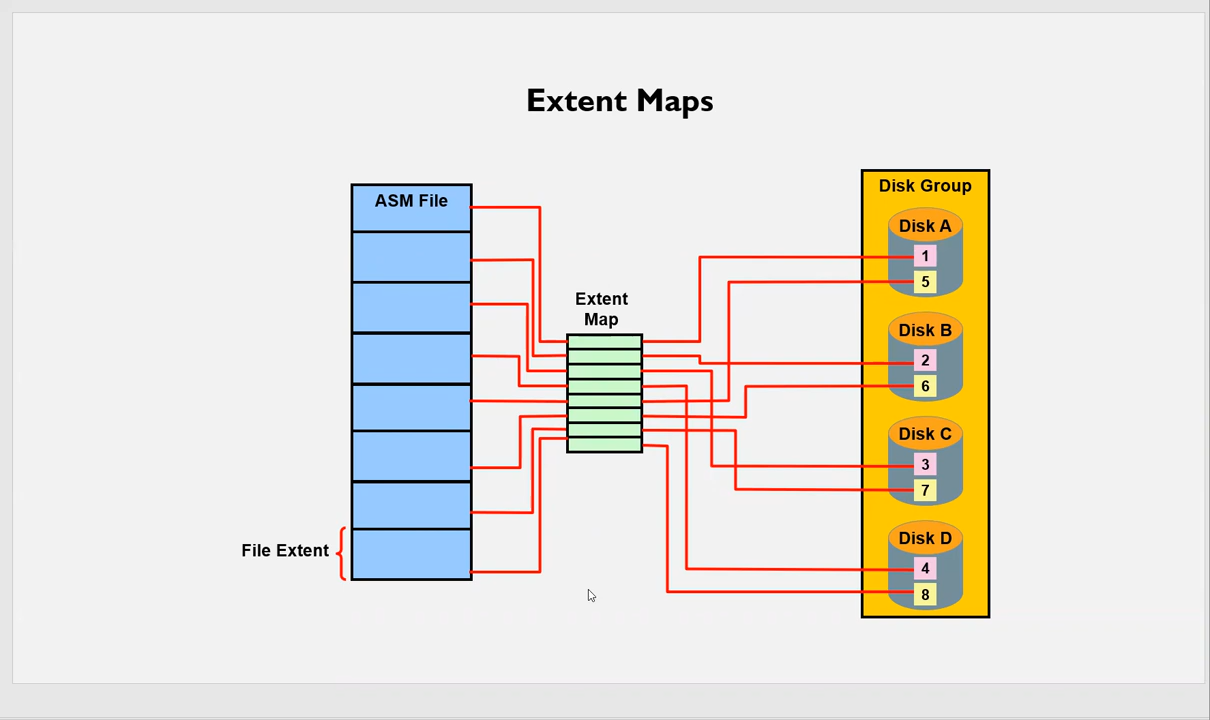 Extent Maps
ASM File
Extent
Map
File Extent
Disk Group
Disk A
1
5
Disk B
2
6
Disk C
3
7
Disk D
4
8